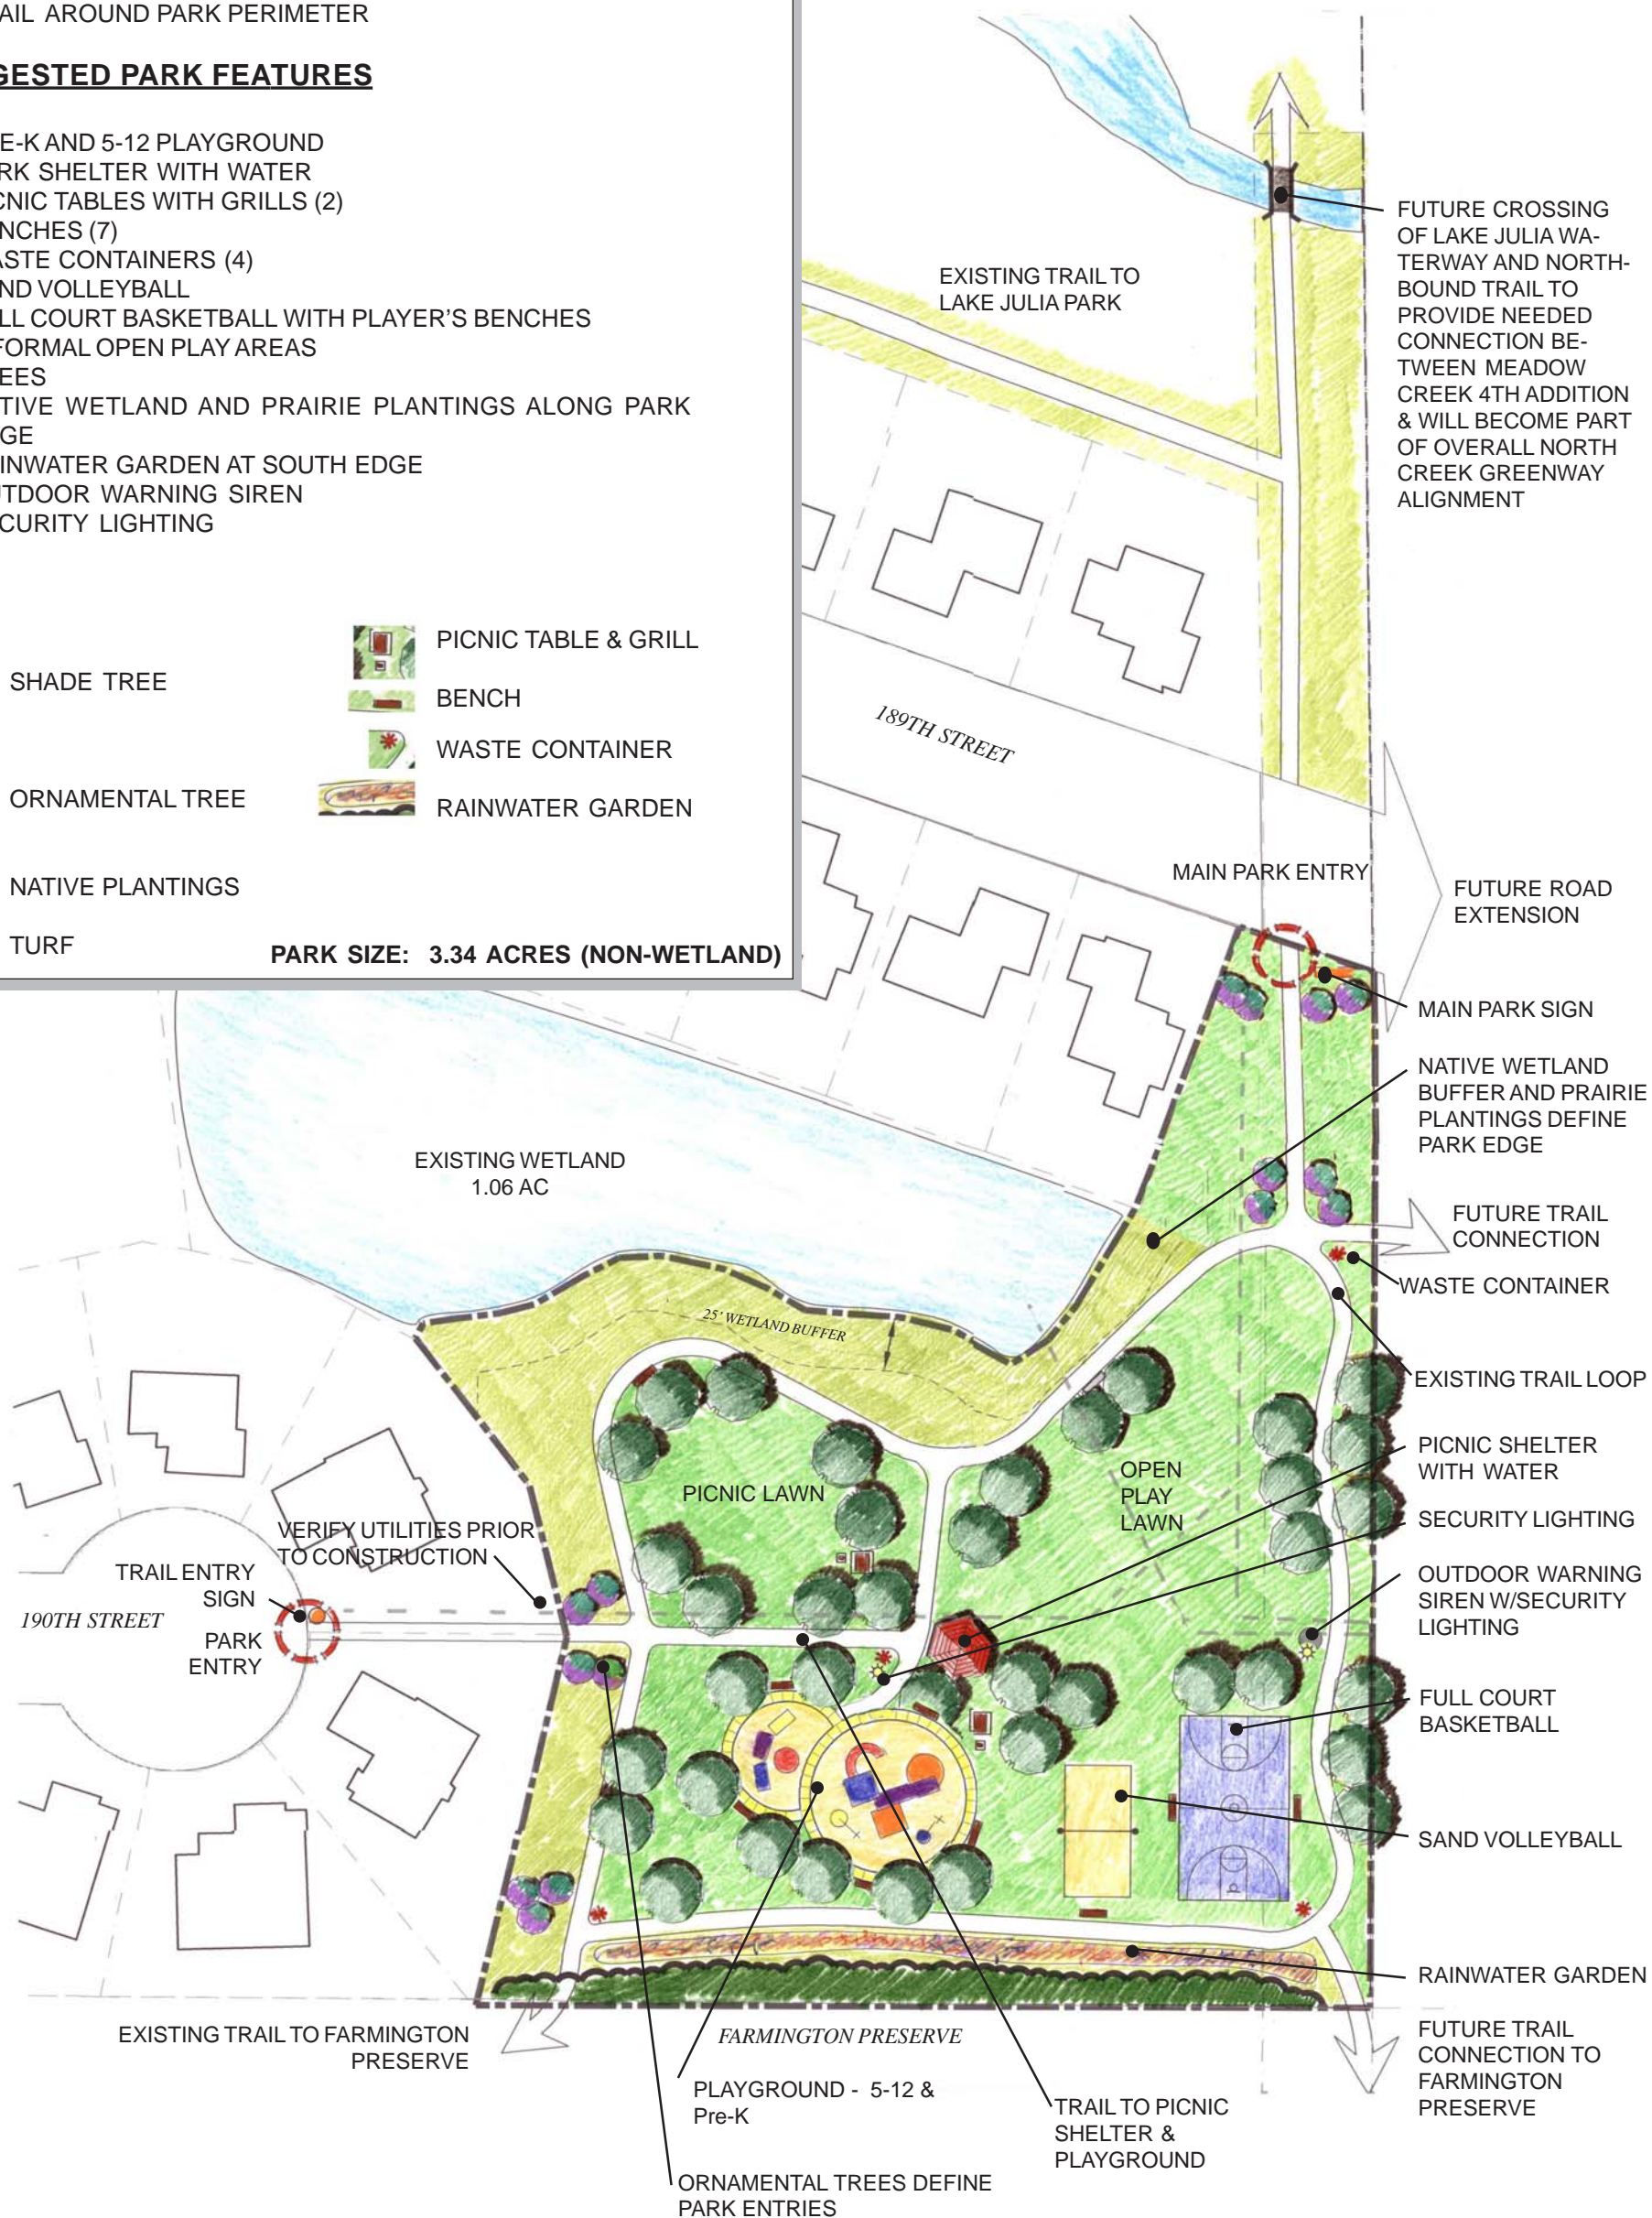 AIL AROUND PARK PERIMETER
GESTED PARK FEATURES
E-K AND 5-12 PLAYGROUND
RK SHELTER WITH WATER
CNIC TABLES WITH GRILLS (2)
NCHES (7)
ASTE CONTAINERS (4)
ND VOLLEYBALL
LL COURT BASKETBALL WITH PLAYER'S BENCHES
FORMAL OPEN PLAY AREAS
EES
TIVE WETLAND AND PRAIRIE PLANTINGS ALONG PARK
GE
INWATER GARDEN AT SOUTH EDGE
UTDOOR WARNING SIREN
CURITY LIGHTING
SHADE TREE
ORNAMENTAL TREE
NATIVE PLANTINGS
TURF
PICNIC TABLE & GRILL
BENCH
WASTE CONTAINER
RAINWATER GARDEN
PARK SIZE: 3.34 ACRES (NON-WETLAND)
EXISTING TRAIL TO
LAKE JULIA PARK
FUTURE CROSSING
OF LAKE JULIA WA-
TERWAY AND NORTH-
BOUND TRAIL TO
PROVIDE NEEDED
CONNECTION BE-
TWEEN MEADOW
CREEK 4TH ADDITION
& WILL BECOME PART
OF OVERALL NORTH
CREEK GREENWAY
ALIGNMENT
189TH STREET
MAIN PARK ENTRY
FUTURE ROAD
EXTENSION
MAIN PARK SIGN
NATIVE WETLAND
BUFFER AND PRAIRIE
PLANTINGS DEFINE
PARK EDGE
EXISTING WETLAND
1.06 AC
FUTURE TRAIL
CONNECTION
WASTE CONTAINER
25' WETLAND BUFFER
EXISTING TRAIL LOOP
PICNIC SHELTER
WITH WATER
PICNIC LAWN
OPEN
PLAY
LAWN
SECURITY LIGHTING
VERIFY UTILITIES PRIOR
TO CONSTRUCTION
TRAIL ENTRY
SIGN
190TH STREET
PARK
ENTRY
OUTDOOR WARNING
SIREN W/SECURITY
LIGHTING
FULL COURT
BASKETBALL
SAND VOLLEYBALL
RAINWATER GARDEN
EXISTING TRAIL TO FARMINGTON
PRESERVE
FARMINGTON PRESERVE
FUTURE TRAIL
CONNECTION TO
FARMINGTON
PRESERVE
PLAYGROUND - 5-12 &
Pre-K
TRAIL TO PICNIC
SHELTER &
PLAYGROUND
ORNAMENTAL TREES DEFINE
PARK ENTRIES